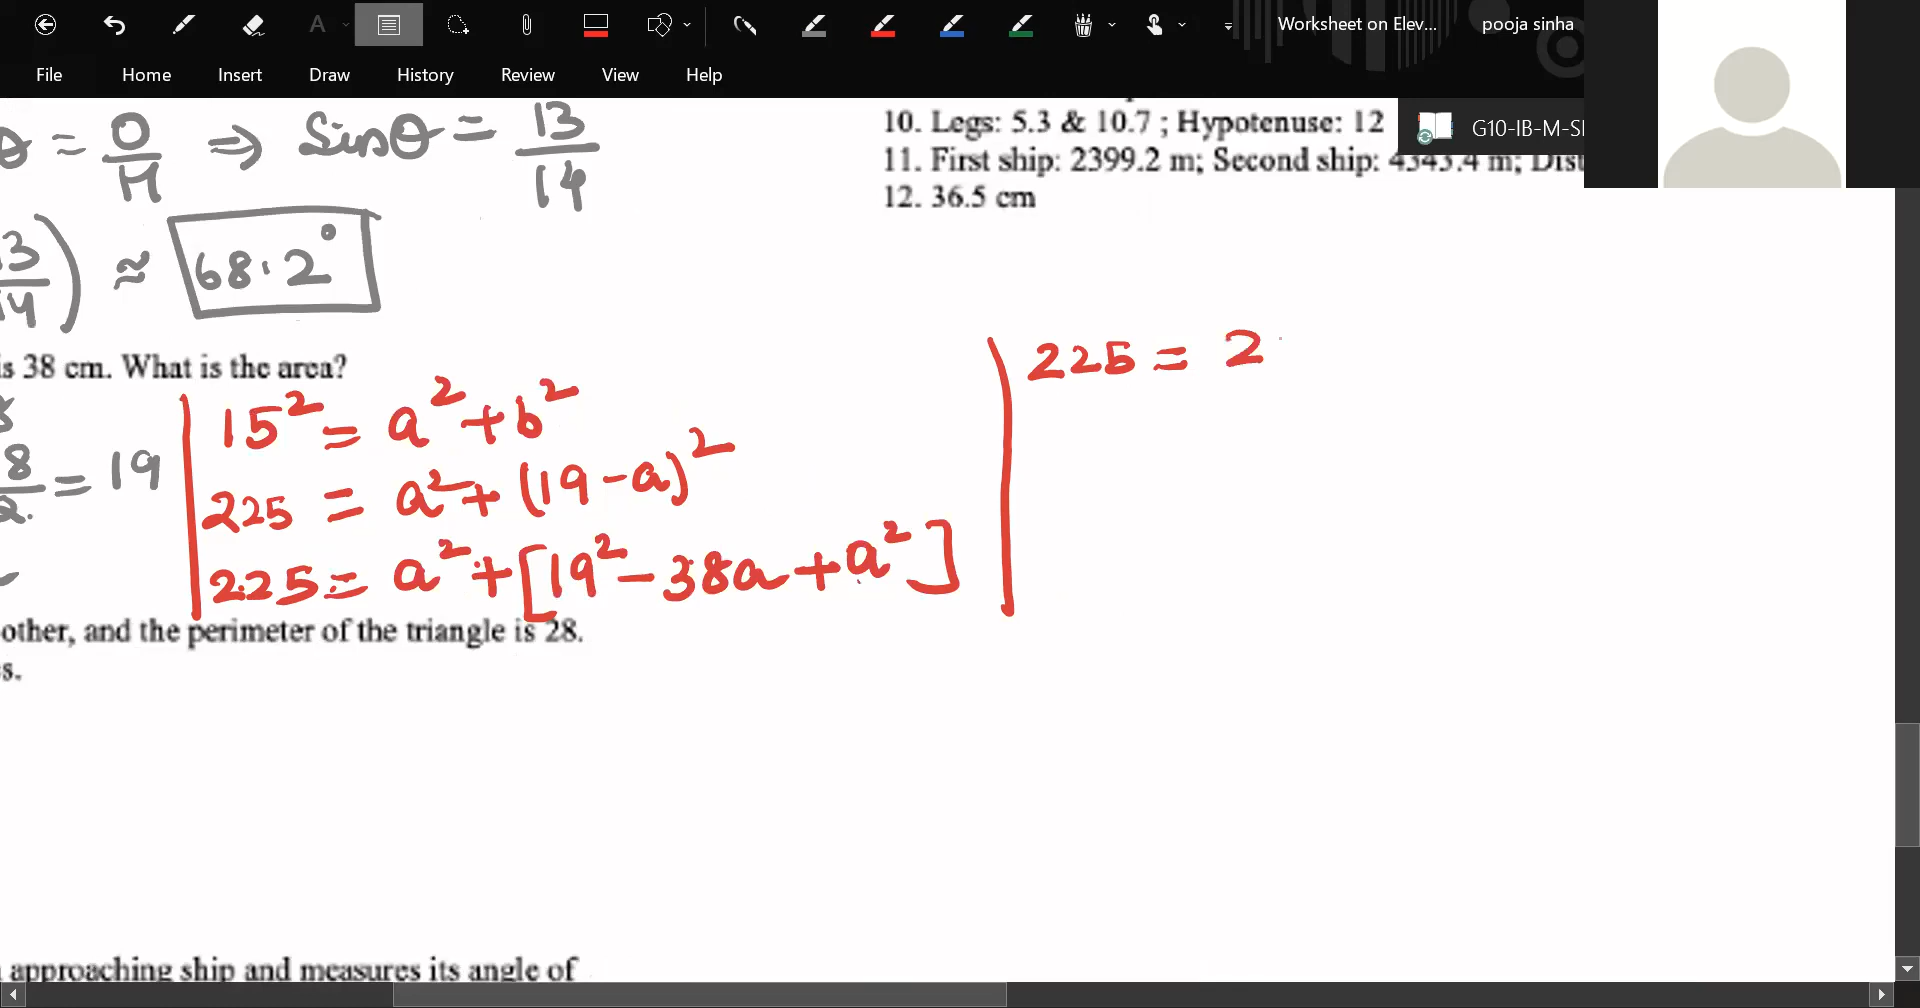 Worksheet on Elev... pooja sinha
File Home Insert Draw History Review View Help
θ = O/H ⇒ Sinθ = 13/14
≈ 68.2°
10. Legs: 5.3 & 10.7 ; Hypotenuse: 12
G10-IB-M-SI
11. First ship: 2399.2 m; Second ship: 4343.4 m; Dist
12. 36.5 cm
is 38 cm. What is the area?
= 19
15² = a² + b²
225 = a² + (19 - a)²
225 = a² + [19² - 38a + a²]
225 = 2
other, and the perimeter of the triangle is 28.
approaching ship and measures its angle of